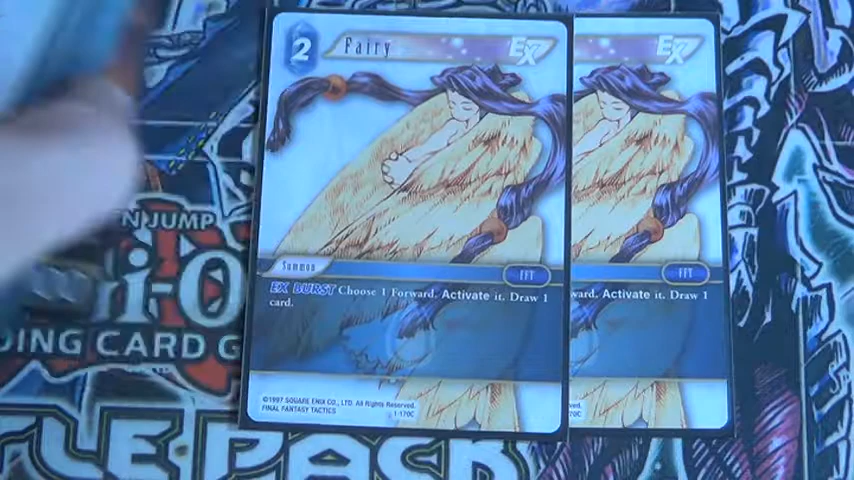 2
Fairy
EX
EX
Summon
FFT
FFT
EX BURST Choose 1 Forward. Activate it. Draw 1
card.
ward. Activate it. Draw 1
©1997 SQUARE ENIX CO., LTD. All Rights Reserved.
FINAL FANTASY TACTICS
1-170C
Reserved.
70C
N JUMP
i-O
DING CARD G
TLE PACK